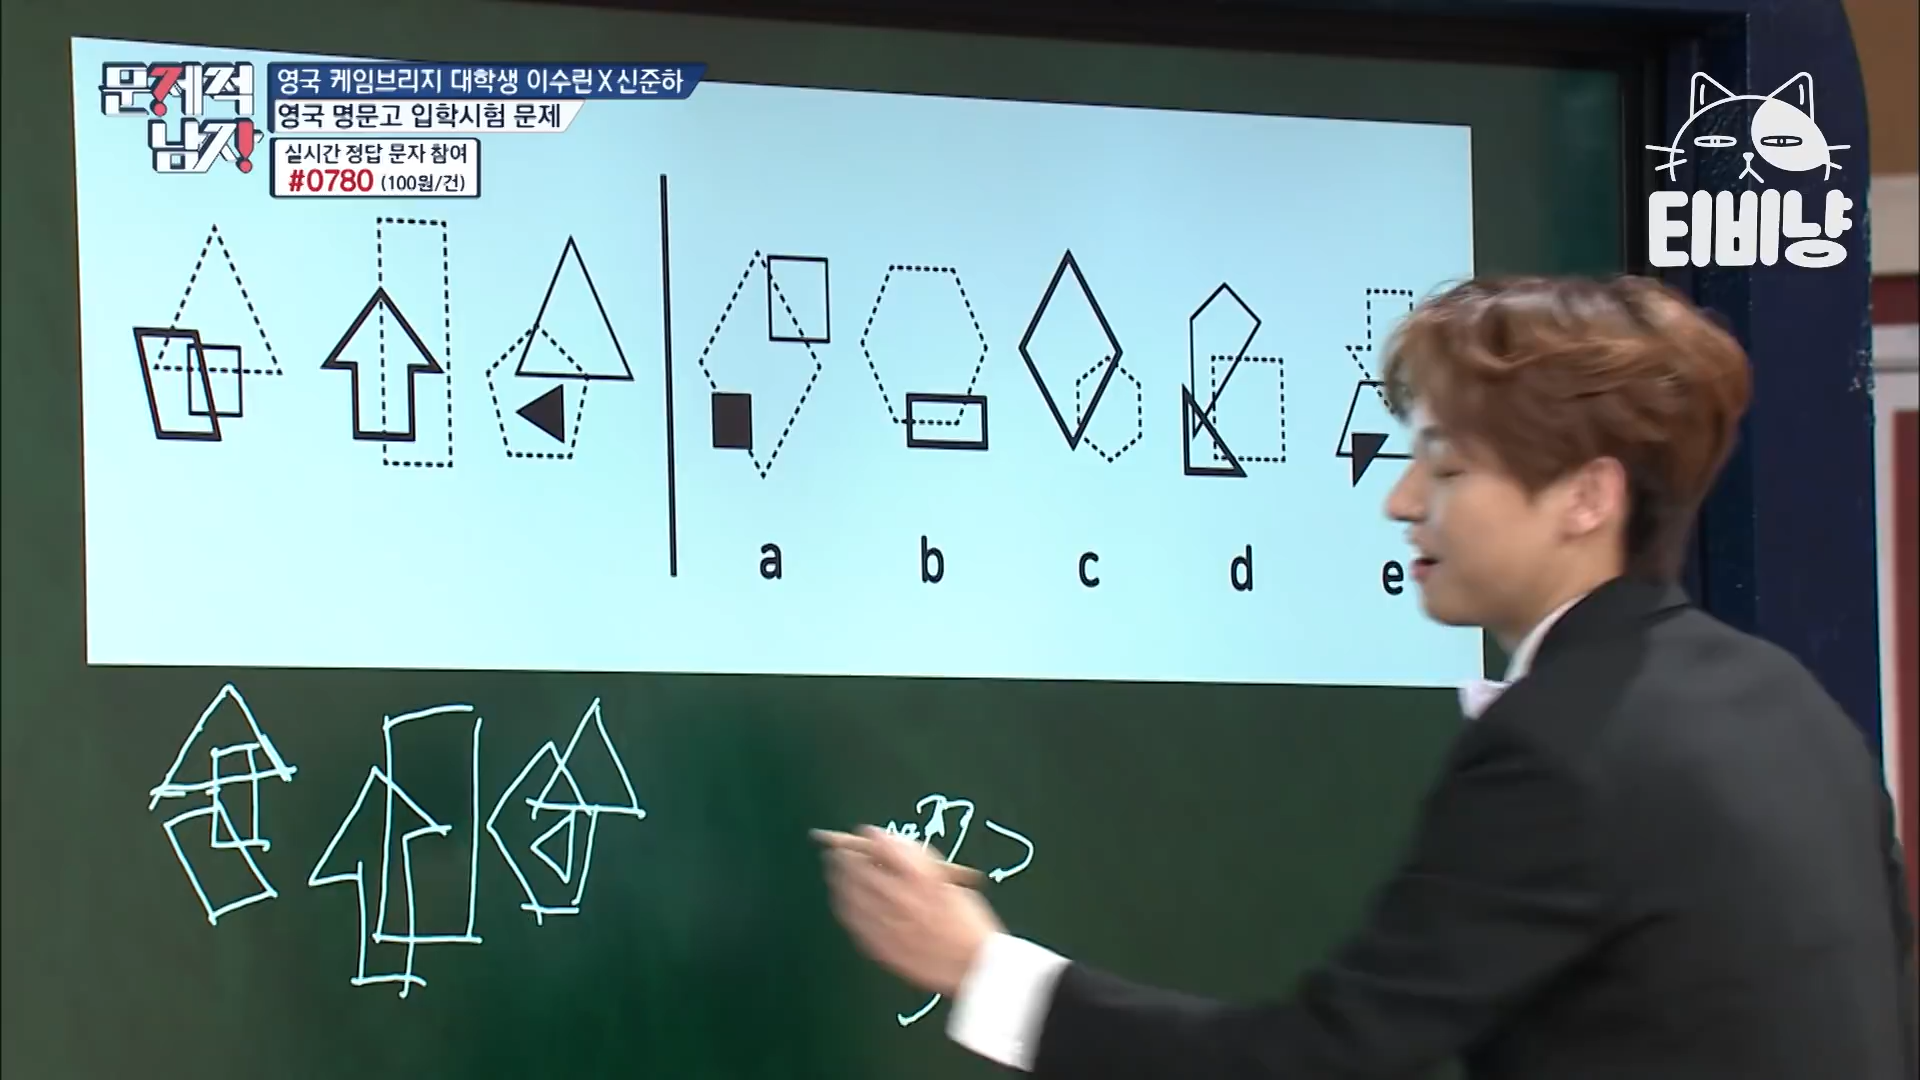 문제적
남자
영국 케임브리지 대학생 이수린X신준하
영국 명문고 입학시험 문제
실시간 정답 문자 참여
#0780 (100원/건)
티비냥
a b c d e